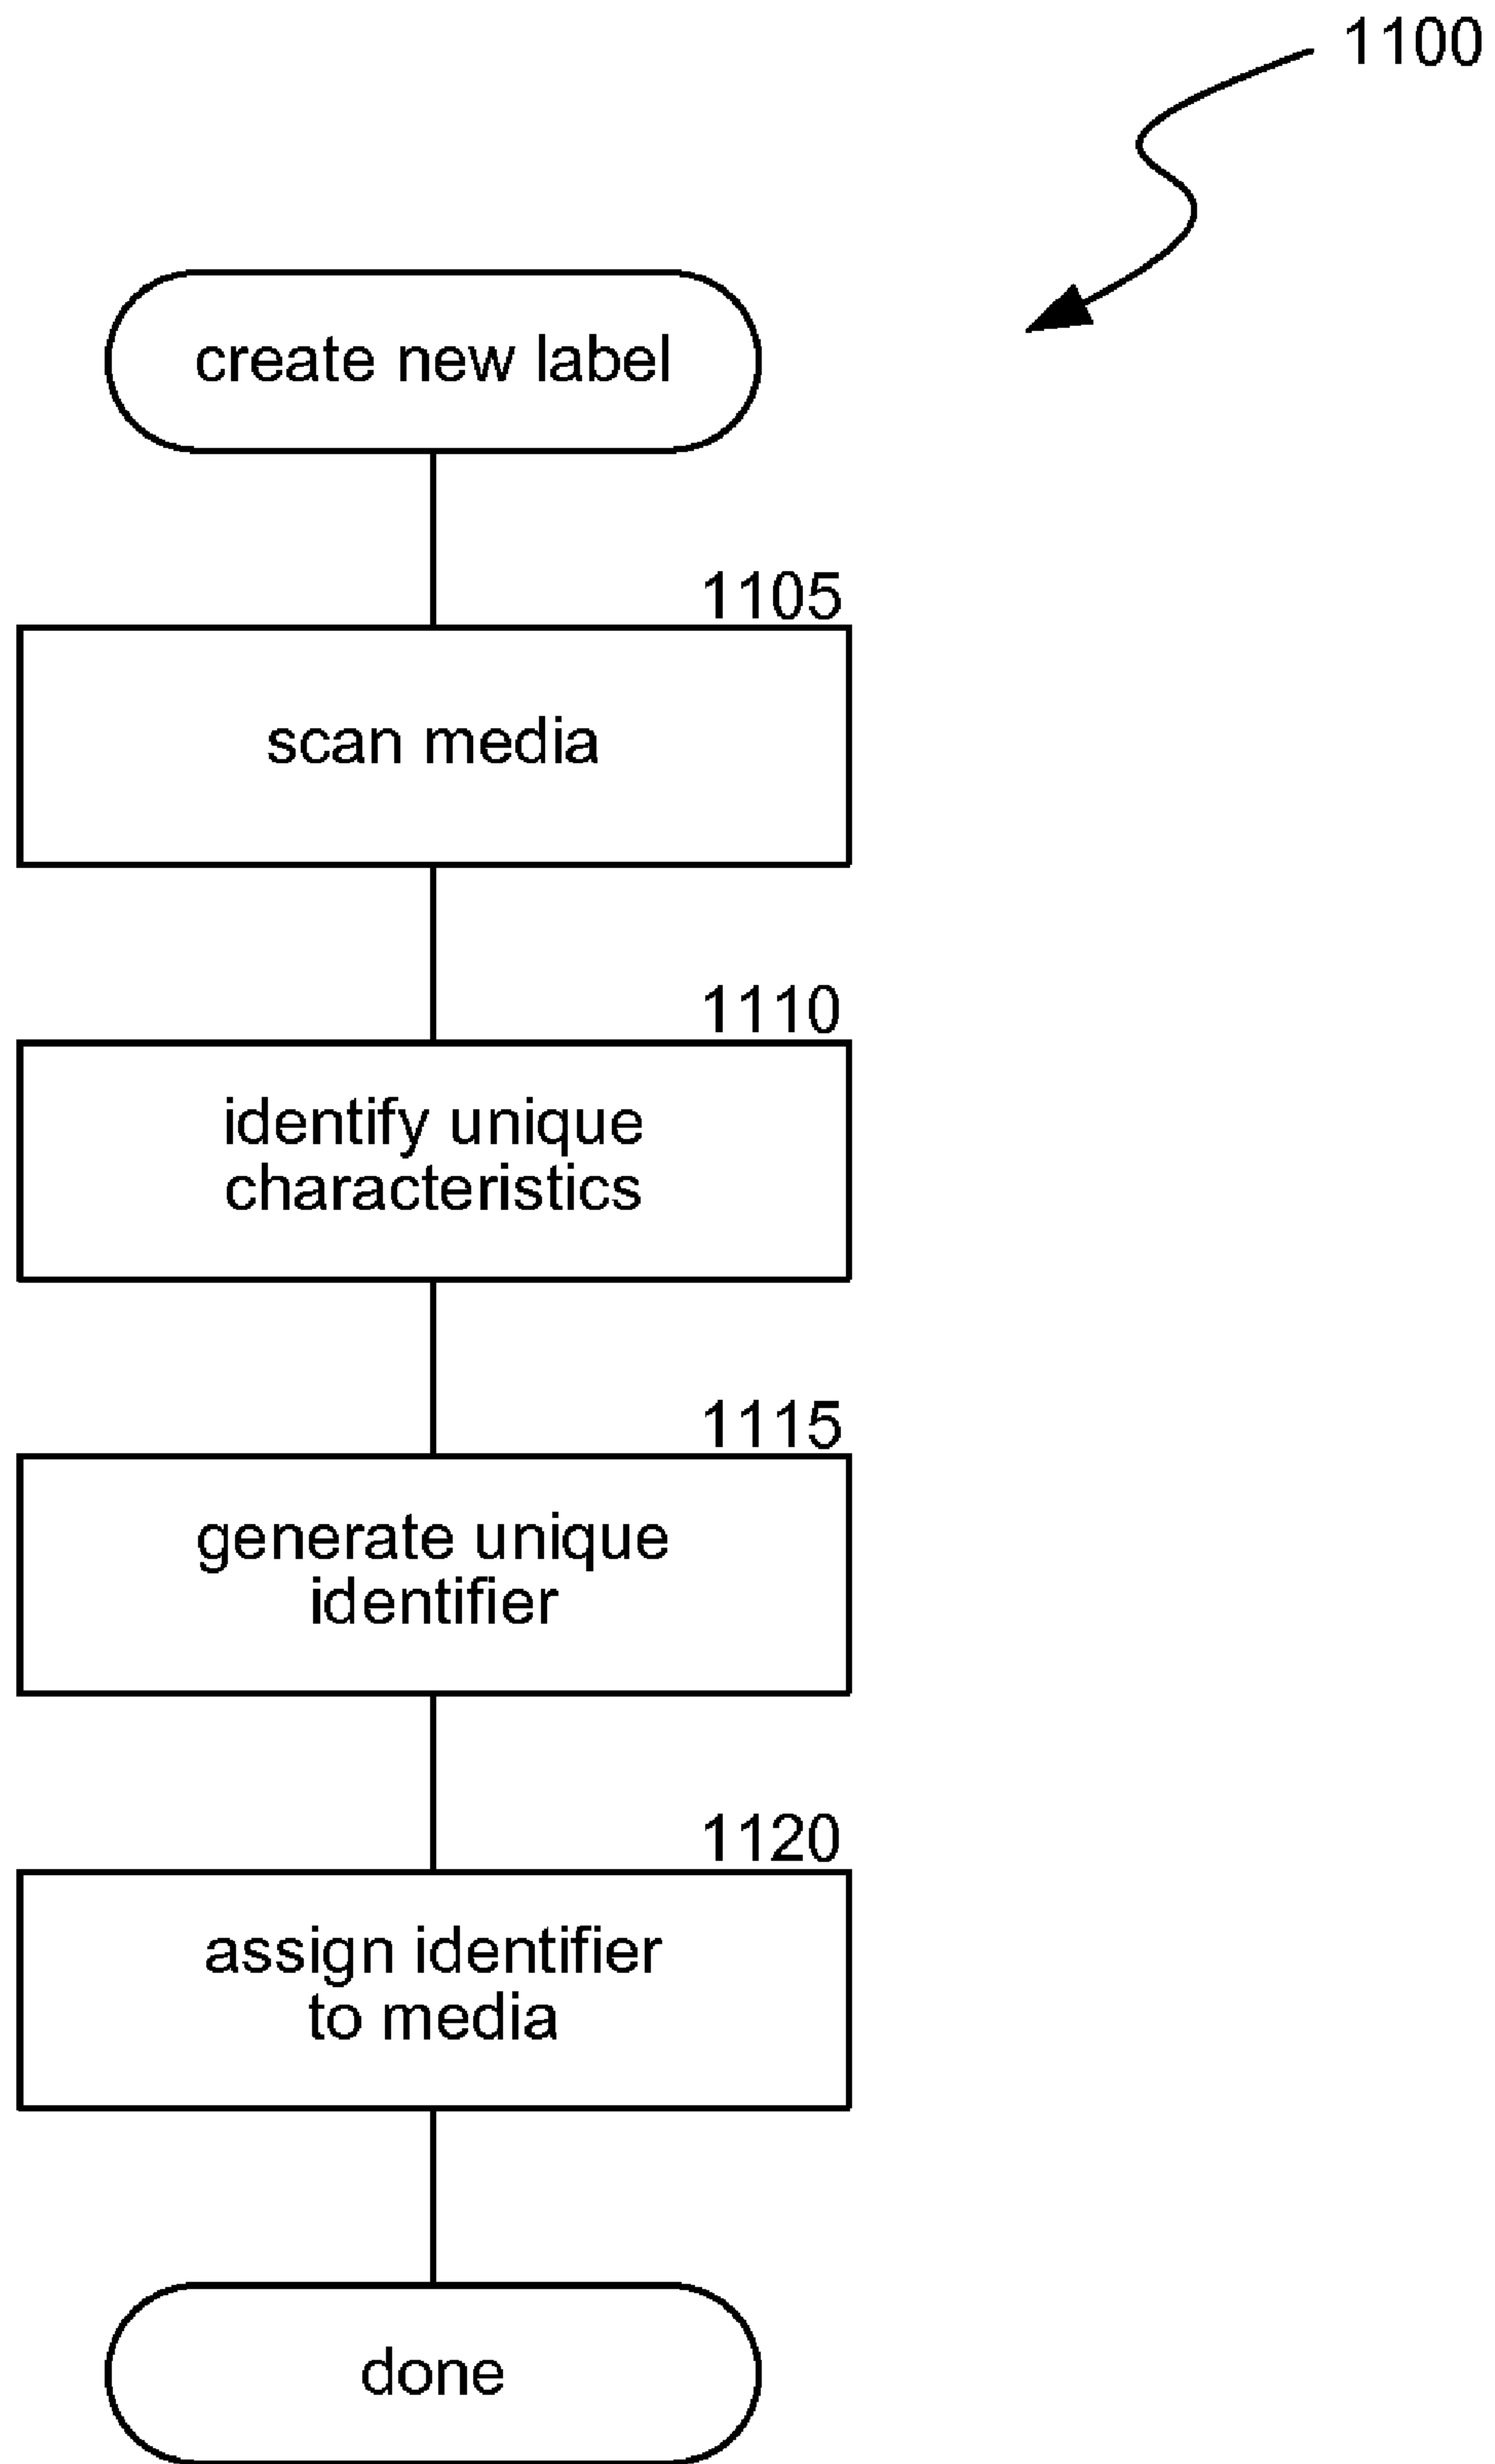 1100
create new label
1105
scan media
1110
identify unique
characteristics
1115
generate unique
identifier
1120
assign identifier
to media
done